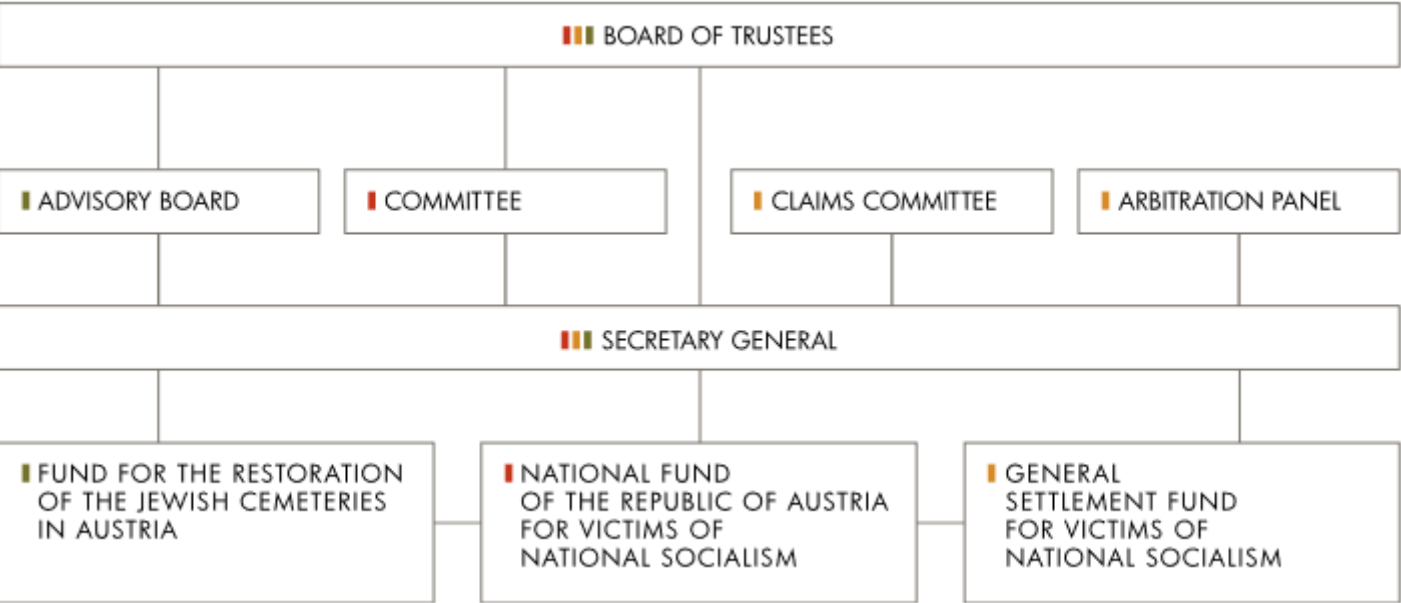 BOARD OF TRUSTEES
ADVISORY BOARD
COMMITTEE
CLAIMS COMMITTEE
ARBITRATION PANEL
SECRETARY GENERAL
FUND FOR THE RESTORATION
OF THE JEWISH CEMETERIES
IN AUSTRIA
NATIONAL FUND
OF THE REPUBLIC OF AUSTRIA
FOR VICTIMS OF
NATIONAL SOCIALISM
GENERAL
SETTLEMENT FUND
FOR VICTIMS OF
NATIONAL SOCIALISM